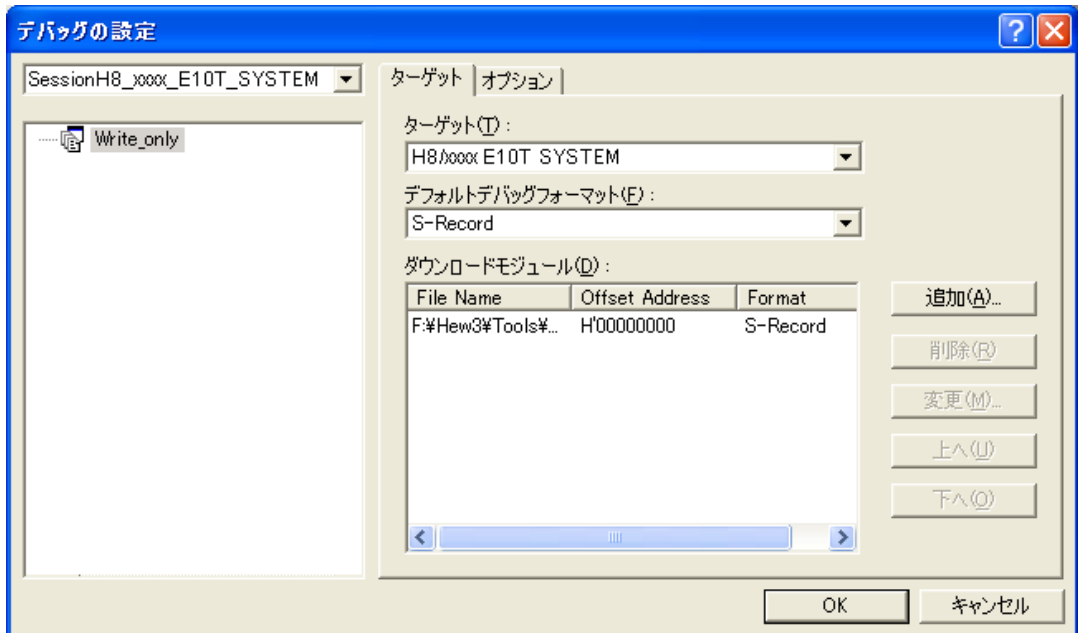 デバッグの設定
SessionH8_xxxx_E10T_SYSTEM
Write_only
ターゲット オプション
ターゲット(T) :
H8/xxxx E10T SYSTEM
デフォルトデバッグフォーマット(F) :
S-Record
ダウンロードモジュール(D) :
File Name Offset Address Format
F:¥Hew3¥Tools¥... H'00000000 S-Record
追加(A)...
削除(R)
変更(M)...
上へ(U)
下へ(O)
OK キャンセル